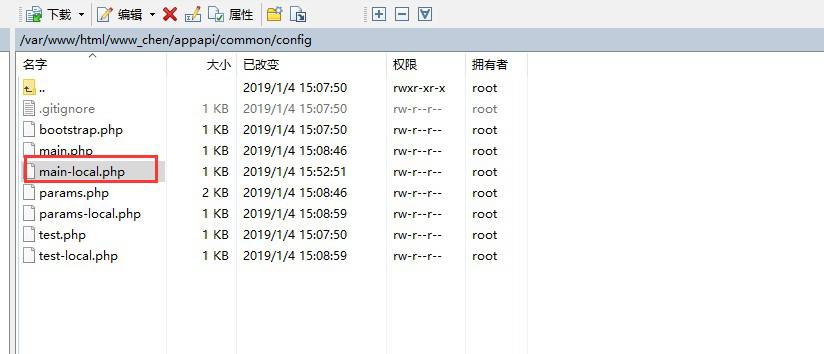 下载 编辑 属性
/var/www/html/www_chen/appapi/common/config
名字 大小 已改变 权限 拥有者
.. 2019/1/4 15:07:50 rwxr-xr-x root
.gitignore 1 KB 2019/1/4 15:07:50 rw-r--r-- root
bootstrap.php 1 KB 2019/1/4 15:07:50 rw-r--r-- root
main.php 1 KB 2019/1/4 15:08:46 rw-r--r-- root
main-local.php 1 KB 2019/1/4 15:52:51 rw-r--r-- root
params.php 2 KB 2019/1/4 15:08:46 rw-r--r-- root
params-local.php 1 KB 2019/1/4 15:08:59 rw-r--r-- root
test.php 1 KB 2019/1/4 15:07:50 rw-r--r-- root
test-local.php 1 KB 2019/1/4 15:08:59 rw-r--r-- root